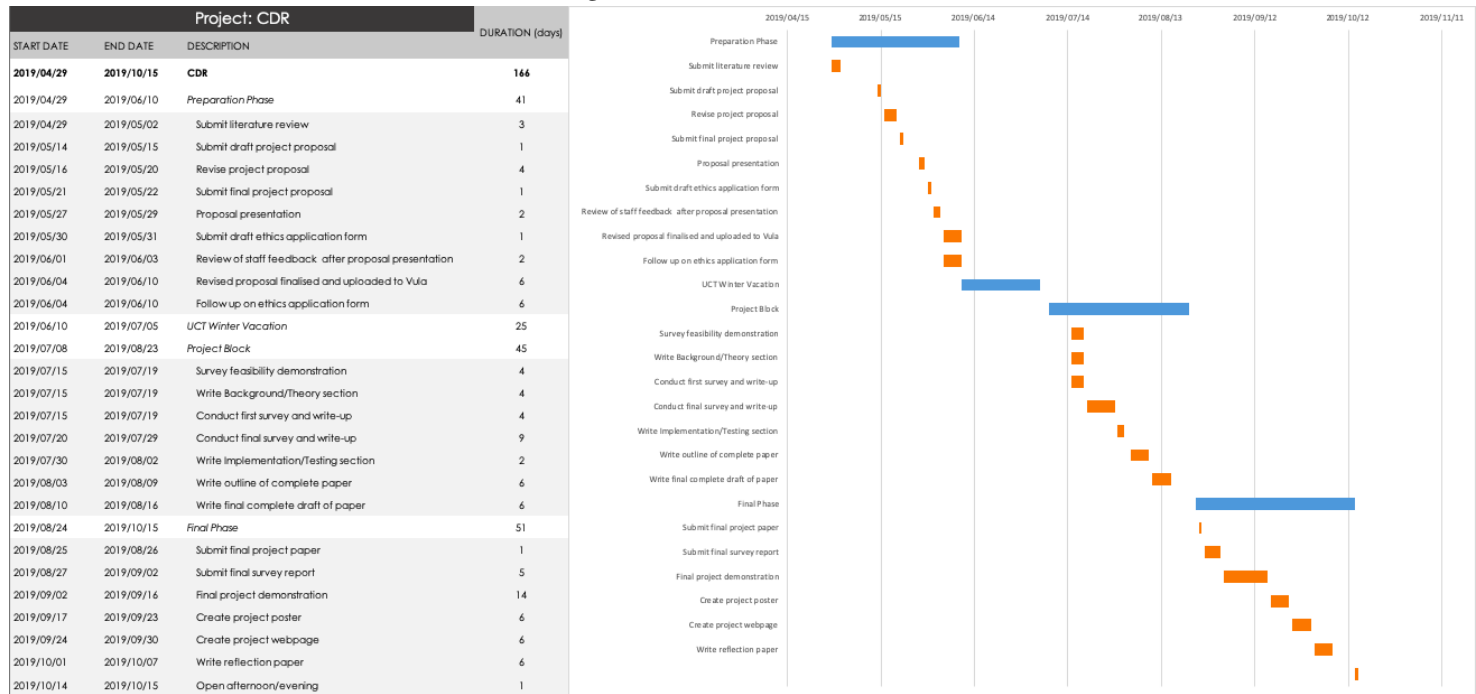 Project: CDR
START DATE END DATE DESCRIPTION DURATION (days)
2019/04/29 2019/10/15 CDR 166
2019/04/29 2019/06/10 Preparation Phase 41
2019/04/29 2019/05/02 Submit literature review 3
2019/05/14 2019/05/15 Submit draft project proposal 1
2019/05/16 2019/05/20 Revise project proposal 4
2019/05/21 2019/05/22 Submit final project proposal 1
2019/05/27 2019/05/29 Proposal presentation 2
2019/05/30 2019/05/31 Submit draft ethics application form 1
2019/06/01 2019/06/03 Review of staff feedback after proposal presentation 2
2019/06/04 2019/06/10 Revised proposal finalised and uploaded to Vula 6
2019/06/04 2019/06/10 Follow up on ethics application form 6
2019/06/10 2019/07/05 UCT Winter Vacation 25
2019/07/08 2019/08/23 Project Block 45
2019/07/15 2019/07/19 Survey feasibility demonstration 4
2019/07/15 2019/07/19 Write Background/Theory section 4
2019/07/15 2019/07/19 Conduct first survey and write-up 4
2019/07/20 2019/07/29 Conduct final survey and write-up 9
2019/07/30 2019/08/02 Write Implementation/Testing section 2
2019/08/03 2019/08/09 Write outline of complete paper 6
2019/08/10 2019/08/16 Write final complete draft of paper 6
2019/08/24 2019/10/15 Final Phase 51
2019/08/25 2019/08/26 Submit final project paper 1
2019/08/27 2019/09/02 Submit final survey report 5
2019/09/02 2019/09/16 Final project demonstration 14
2019/09/17 2019/09/23 Create project poster 6
2019/09/24 2019/09/30 Create project webpage 6
2019/10/01 2019/10/07 Write reflection paper 6
2019/10/14 2019/10/15 Open afternoon/evening 1
2019/04/15 2019/05/15 2019/06/14 2019/07/14 2019/08/13 2019/09/12 2019/10/12 2019/11/11
Preparation Phase
Submit literature review
Submit draft project proposal
Revise project proposal
Submit final project proposal
Proposal presentation
Submit draft ethics application form
Review of staff feedback after proposal presentation
Revised proposal finalised and uploaded to Vula
Follow up on ethics application form
UCT Winter Vacation
Project Block
Survey feasibility demonstration
Write Background/Theory section
Conduct first survey and write-up
Conduct final survey and write-up
Write Implementation/Testing section
Write outline of complete paper
Write final complete draft of paper
Final Phase
Submit final project paper
Submit final survey report
Final project demonstration
Create project poster
Create project webpage
Write reflection paper